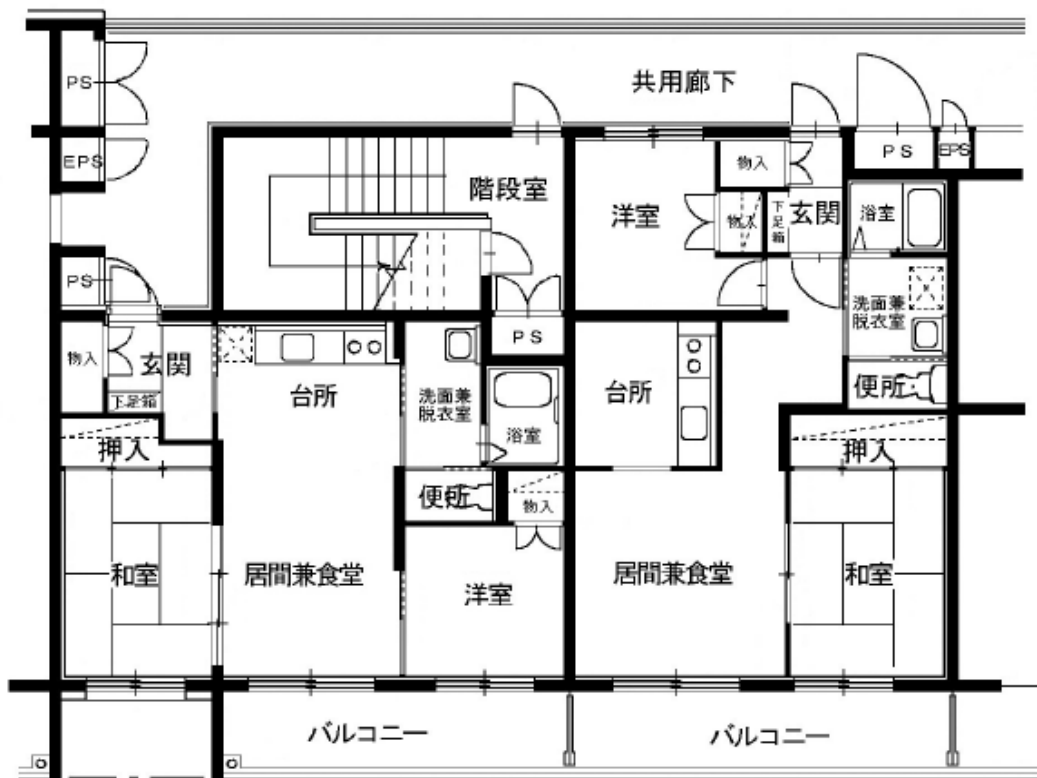 共用廊下
PS
EPS
PS
階段室
洋室
物入
物入
下足箱
玄関
PS
EPS
浴室
洗面兼
脱衣室
便所
物入
玄関
下足箱
押入
台所
洗面兼
脱衣室
PS
浴室
便所
物入
台所
押入
和室
居間兼食堂
洋室
居間兼食堂
和室
バルコニー
バルコニー